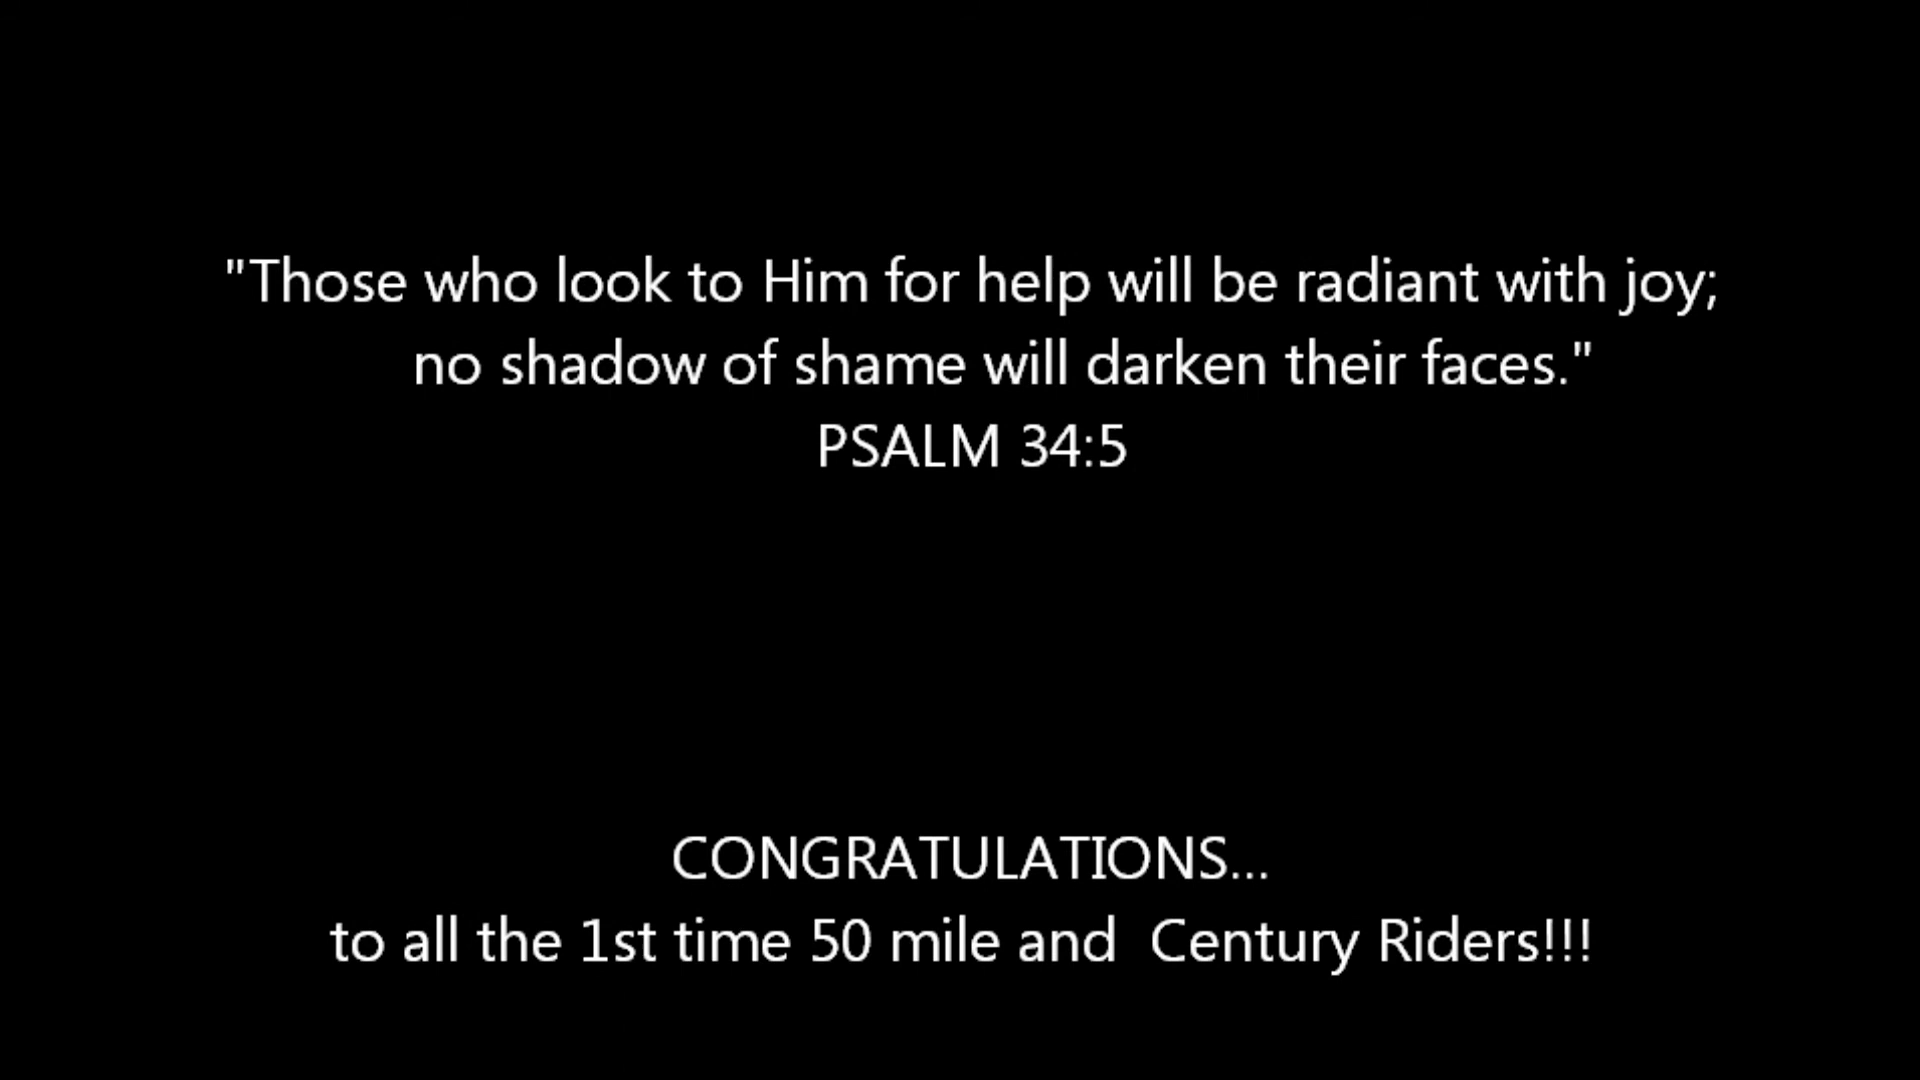 "Those who look to Him for help will be radiant with joy;
no shadow of shame will darken their faces."
PSALM 34:5
CONGRATULATIONS...
to all the 1st time 50 mile and  Century Riders!!!